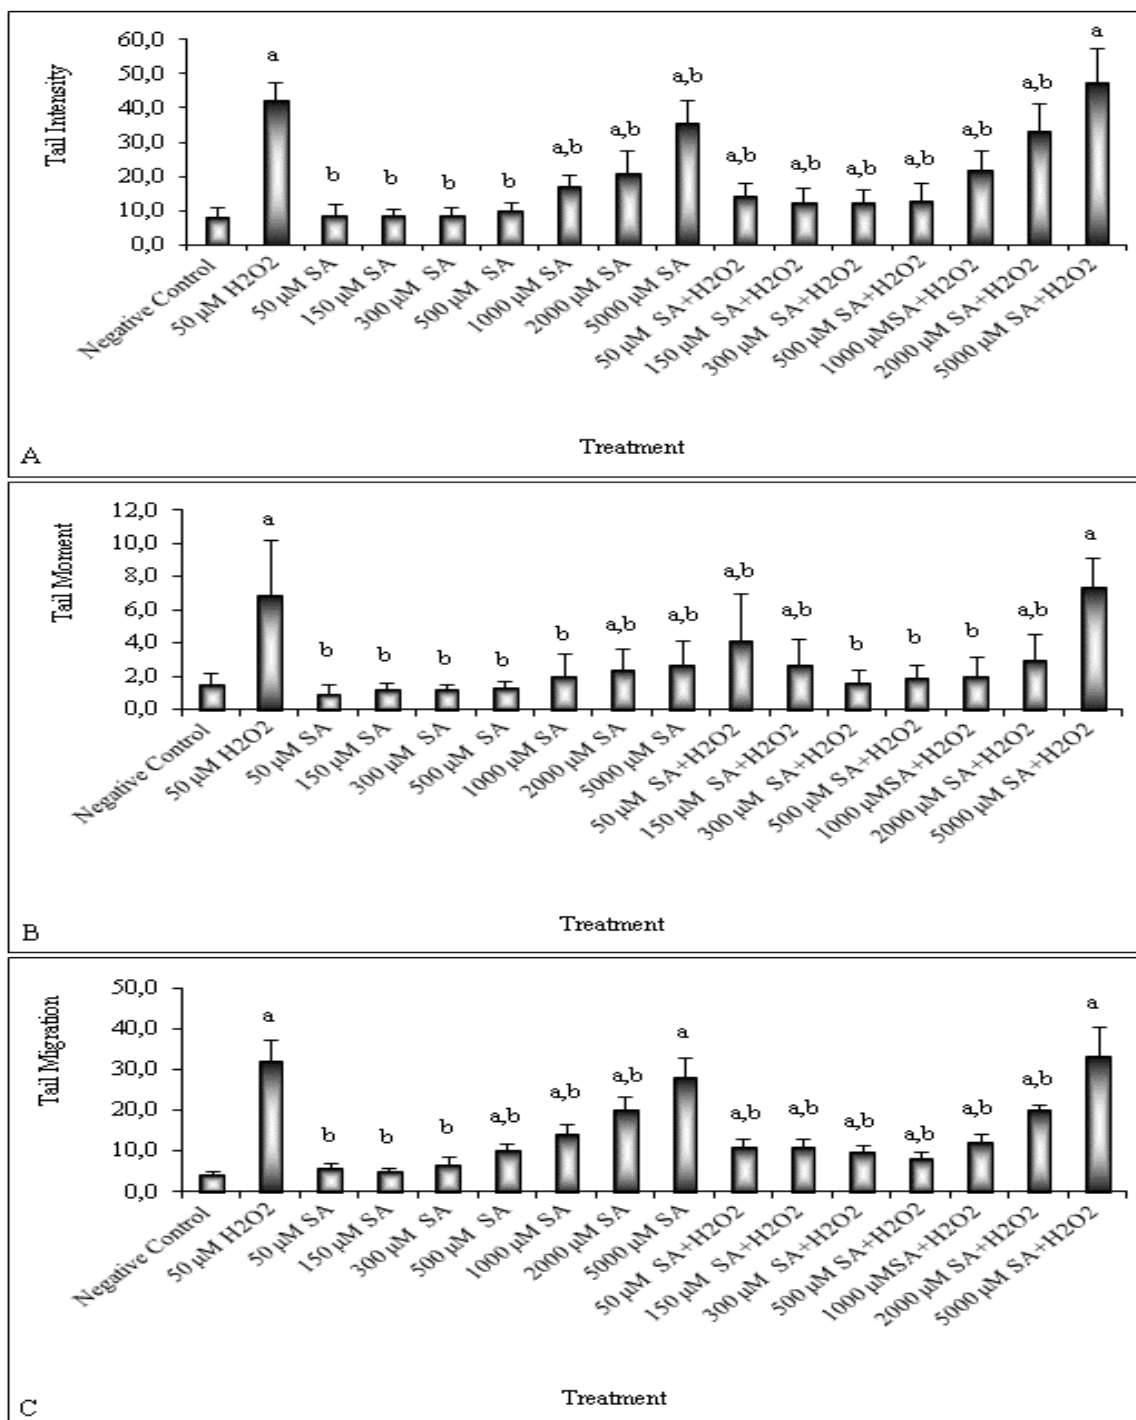 60,0
50,0
40,0
30,0
20,0
10,0
0,0
Tail Intensity
a
b
b
b
b
a,b
a,b
a,b
a,b
a,b
a,b
a,b
a,b
a,b
a
Negative Control
50 µM H2O2
50 µM SA
150 µM SA
300 µM SA
500 µM SA
1000 µM SA
2000 µM SA
5000 µM SA
50 µM SA+H2O2
150 µM SA+H2O2
300 µM SA+H2O2
500 µM SA+H2O2
1000 µMSA+H2O2
2000 µM SA+H2O2
5000 µM SA+H2O2
Treatment
A
12,0
10,0
8,0
6,0
4,0
2,0
0,0
Tail Moment
a
b
b
b
b
b
a,b
a,b
a,b
a,b
b
b
b
a,b
a
Negative Control
50 µM H2O2
50 µM SA
150 µM SA
300 µM SA
500 µM SA
1000 µM SA
2000 µM SA
5000 µM SA
50 µM SA+H2O2
150 µM SA+H2O2
300 µM SA+H2O2
500 µM SA+H2O2
1000 µMSA+H2O2
2000 µM SA+H2O2
5000 µM SA+H2O2
Treatment
B
50,0
40,0
30,0
20,0
10,0
0,0
Tail Migration
a
b
b
b
a,b
a,b
a,b
a
a,b
a,b
a,b
a,b
a,b
a,b
a
Negative Control
50 µM H2O2
50 µM SA
150 µM SA
300 µM SA
500 µM SA
1000 µM SA
2000 µM SA
5000 µM SA
50 µM SA+H2O2
150 µM SA+H2O2
300 µM SA+H2O2
500 µM SA+H2O2
1000 µMSA+H2O2
2000 µM SA+H2O2
5000 µM SA+H2O2
Treatment
C